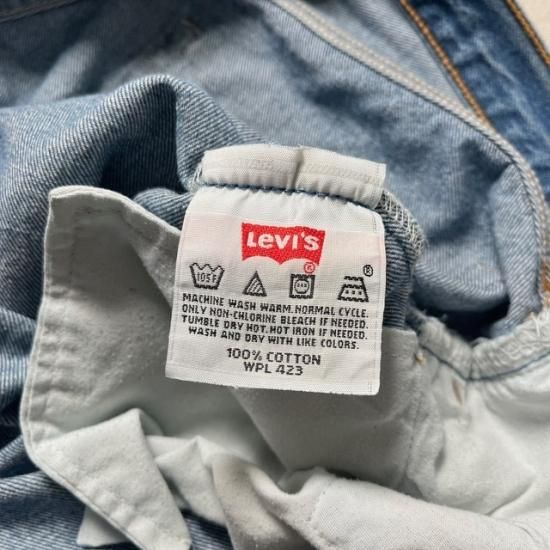 Levi's
®
105F
®
MACHINE WASH WARM. NORMAL CYCLE.
ONLY NON-CHLORINE BLEACH IF NEEDED.
TUMBLE DRY HOT. HOT IRON IF NEEDED.
WASH AND DRY WITH LIKE COLORS.
100% COTTON
WPL 423